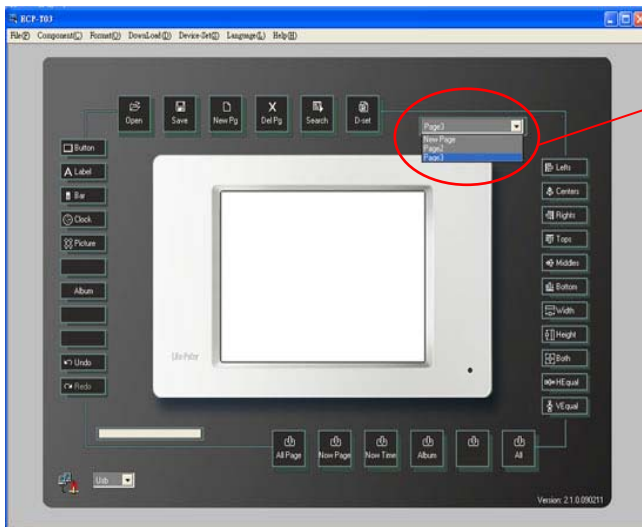 ECP-T03
File(F) Component(C) Format(O) DownLoad(D) Device-Set(S) Language(L) Help(H)
Open Save New Pg Del Pg Search D-set
Page3
New Page
Page2
Page3
Button
Label
Bar
Clock
Picture
Album
Undo
Redo
Lefts
Centers
Rights
Tops
Middles
Bottom
Width
Height
Both
HEqual
VEqual
All Page Now Page Now Time Album All
Usb
Version: 2.1.0.090211